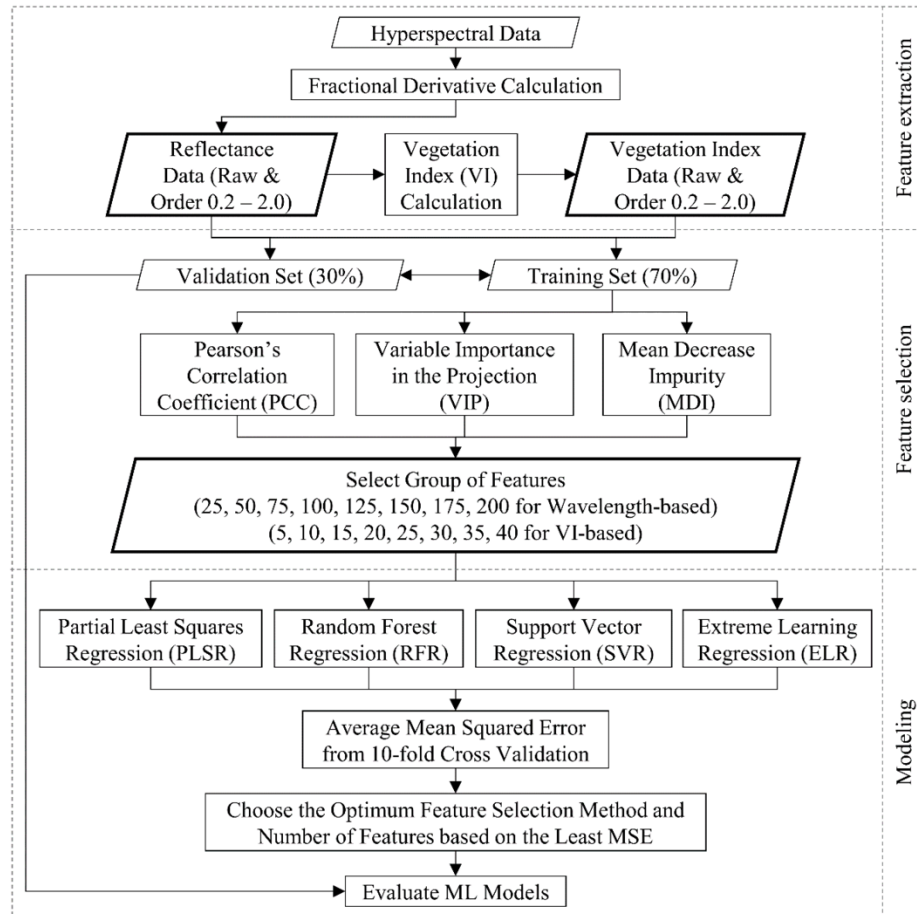 Hyperspectral Data
Fractional Derivative Calculation
Reflectance
Data (Raw &
Order 0.2 – 2.0)
Vegetation
Index (VI)
Calculation
Vegetation Index
Data (Raw &
Order 0.2 – 2.0)
Feature extraction
Validation Set (30%)
Training Set (70%)
Pearson's
Correlation
Coefficient (PCC)
Variable Importance
in the Projection
(VIP)
Mean Decrease
Impurity
(MDI)
Select Group of Features
(25, 50, 75, 100, 125, 150, 175, 200 for Wavelength-based)
(5, 10, 15, 20, 25, 30, 35, 40 for VI-based)
Feature selection
Partial Least Squares
Regression (PLSR)
Random Forest
Regression (RFR)
Support Vector
Regression (SVR)
Extreme Learning
Regression (ELR)
Average Mean Squared Error
from 10-fold Cross Validation
Choose the Optimum Feature Selection Method and
Number of Features based on the Least MSE
Evaluate ML Models
Modeling